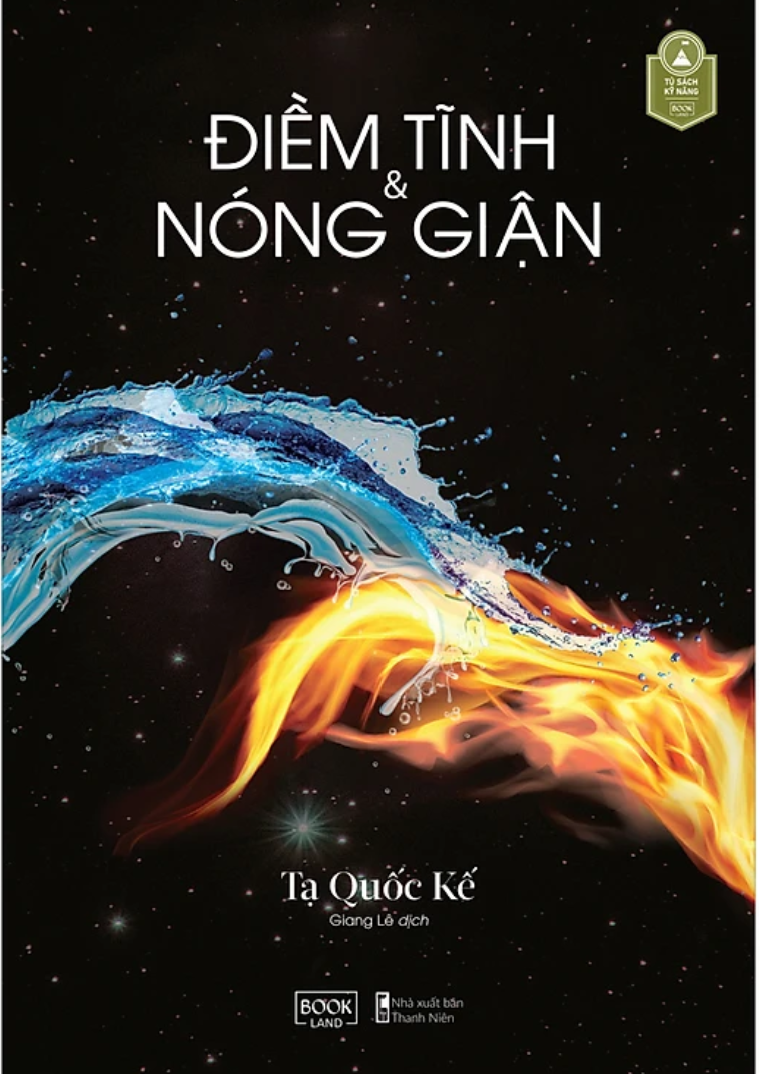 TỦ SÁCH
KỸ NĂNG
BOOK
LAND
ĐIỀM TĨNH
&
NÓNG GIẬN
Tạ Quốc Kế
Giang Lê dịch
BOOK
LAND
Nhà xuất bản
Thanh Niên